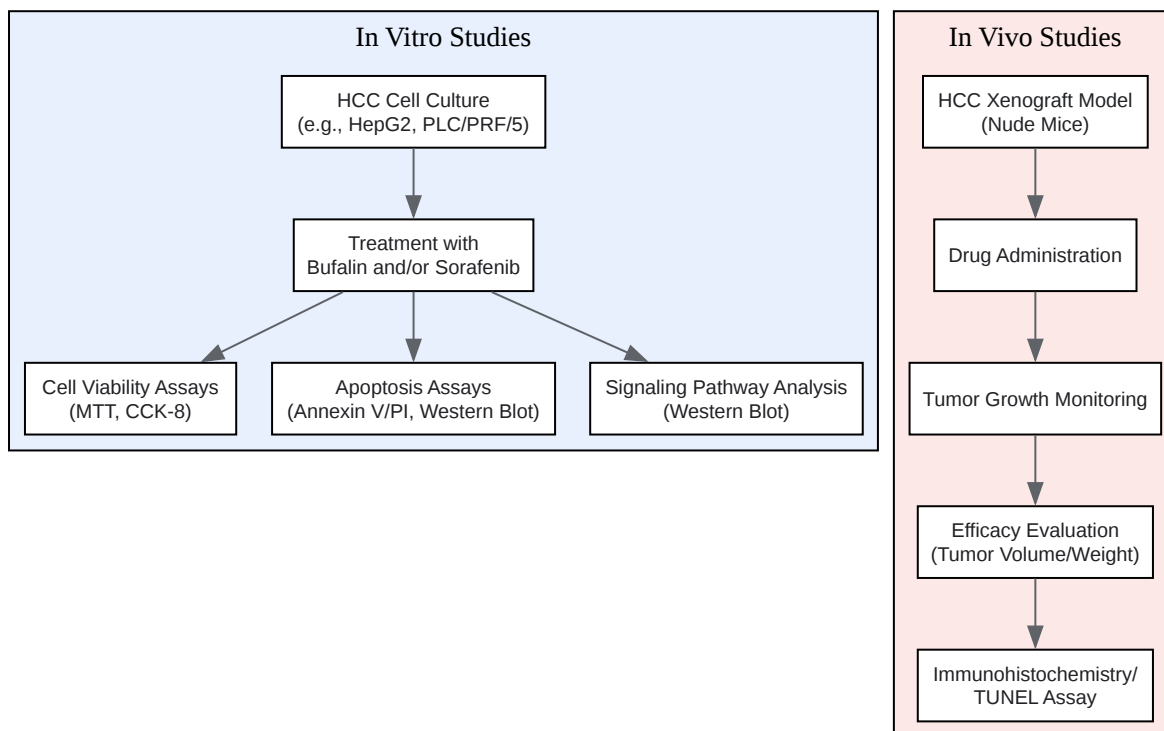 In Vitro Studies
HCC Cell Culture
(e.g., HepG2, PLC/PRF/5)
Treatment with
Bufalin and/or Sorafenib
Cell Viability Assays
(MTT, CCK-8)
Apoptosis Assays
(Annexin V/PI, Western Blot)
Signaling Pathway Analysis
(Western Blot)
In Vivo Studies
HCC Xenograft Model
(Nude Mice)
Drug Administration
Tumor Growth Monitoring
Efficacy Evaluation
(Tumor Volume/Weight)
Immunohistochemistry/
TUNEL Assay